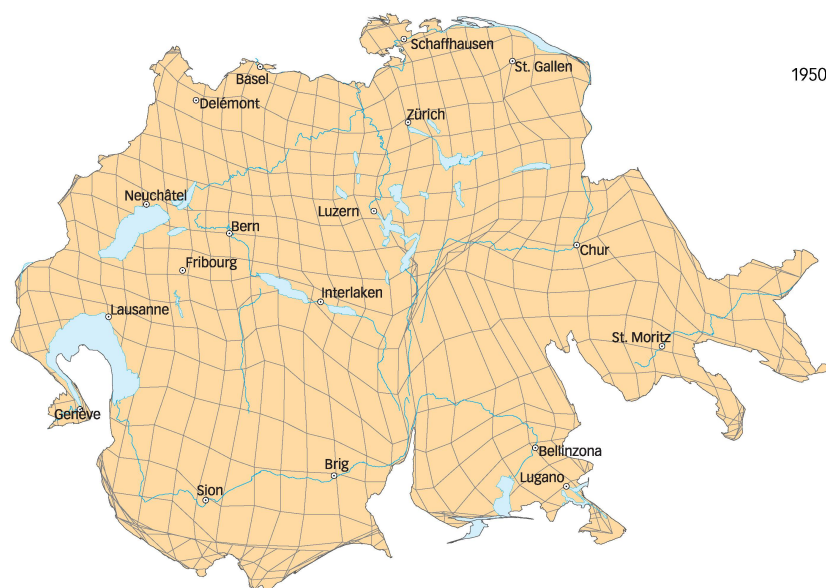 Schaffhausen
Basel
St. Gallen
1950
Delémont
Zürich
Neuchâtel
Luzern
Bern
Chur
Fribourg
Interlaken
Lausanne
St. Moritz
Genève
Bellinzona
Brig
Lugano
Sion